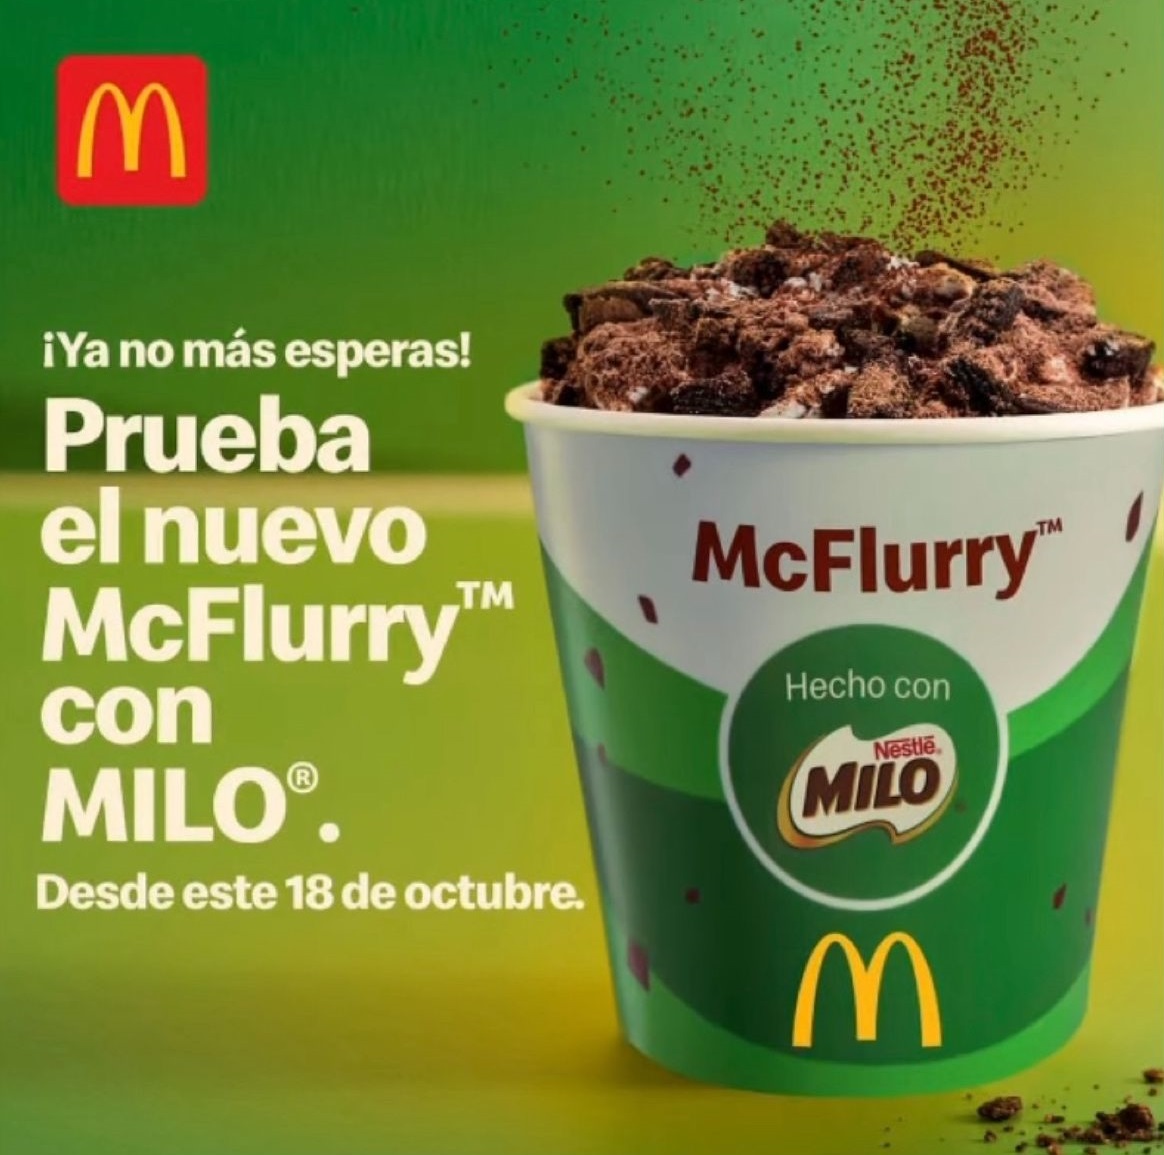 ¡Ya no más esperas!
Prueba
el nuevo
McFlurry™
con
MILO®.
Desde este 18 de octubre.
McFlurry™
Hecho con
Nestlé®
MILO